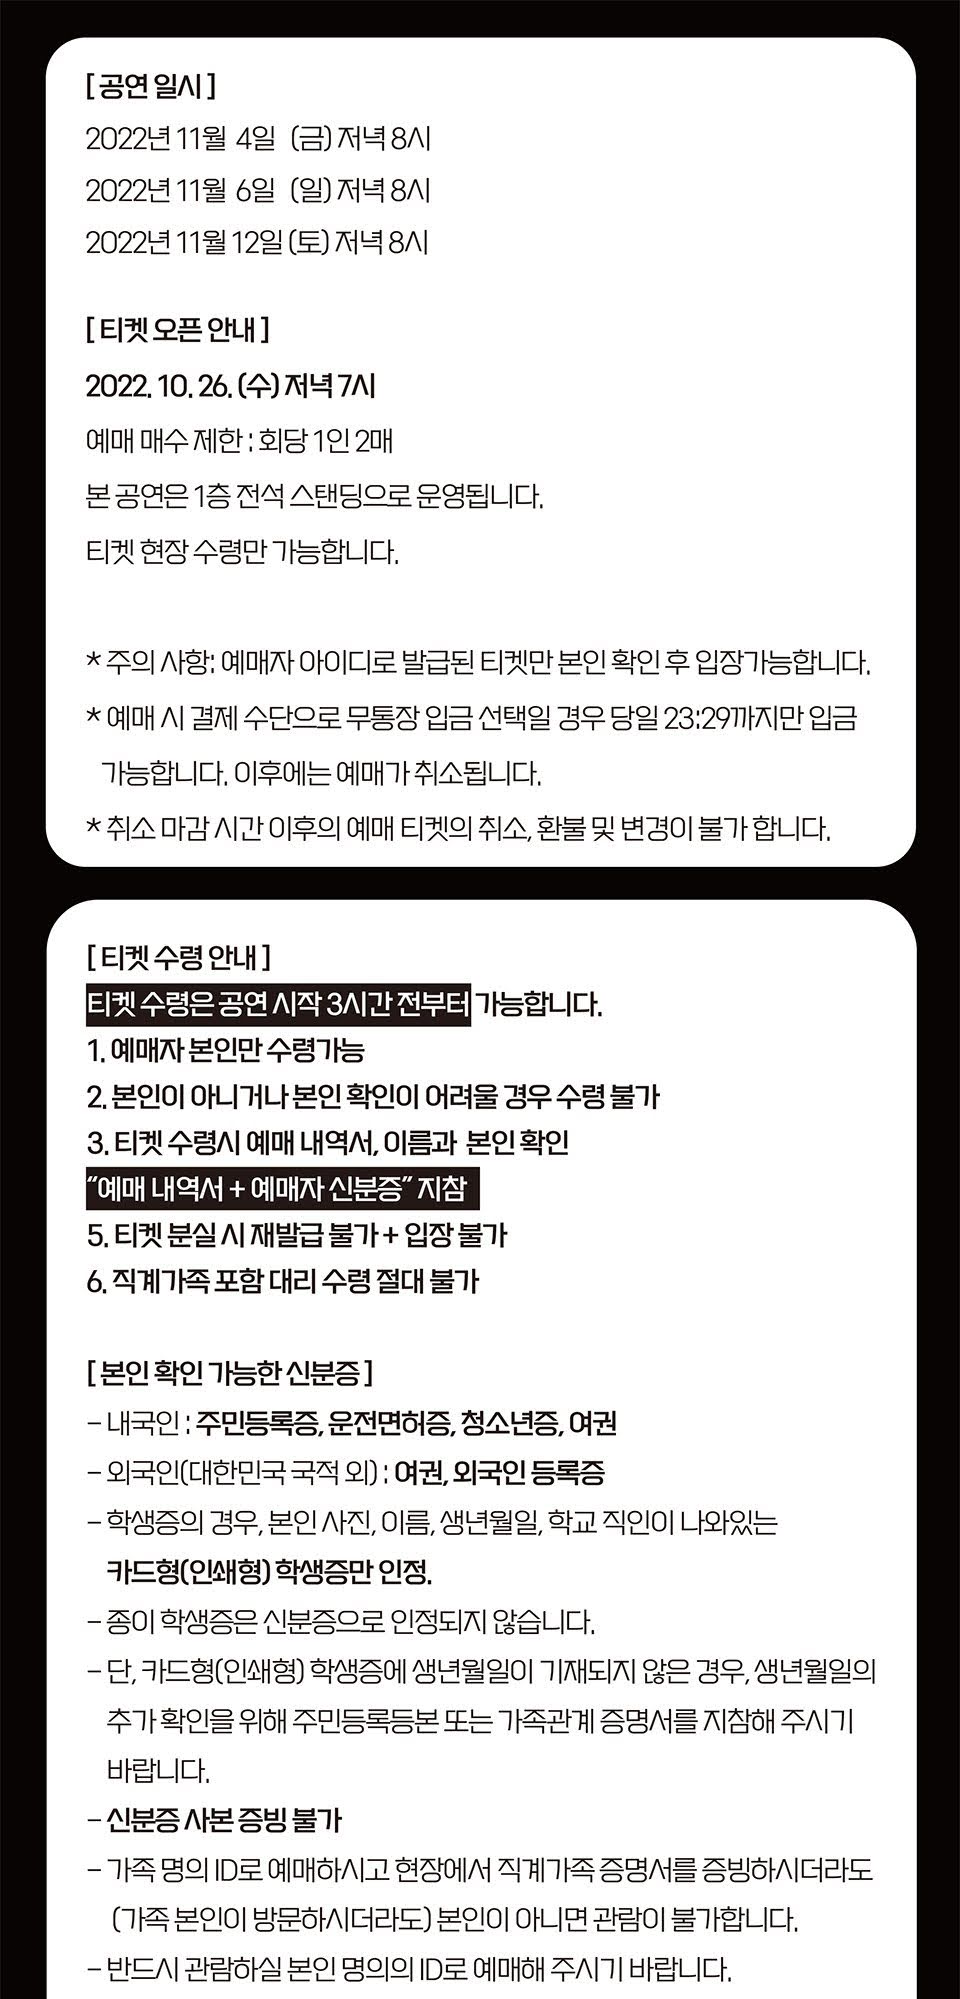 [ 공연 일시 ]
2022년 11월 4일 (금) 저녁 8시
2022년 11월 6일 (일) 저녁 8시
2022년 11월 12일 (토) 저녁 8시
[ 티켓 오픈 안내 ]
2022. 10. 26. (수) 저녁 7시
예매 매수 제한 : 회당 1인 2매
본 공연은 1층 전석 스탠딩으로 운영됩니다.
티켓 현장 수령만 가능합니다.
* 주의 사항: 예매자 아이디로 발급된 티켓만 본인 확인 후 입장가능합니다.
* 예매 시 결제 수단으로 무통장 입금 선택일 경우 당일 23:29까지만 입금
가능합니다. 이후에는 예매가 취소됩니다.
* 취소 마감 시간 이후의 예매 티켓의 취소, 환불 및 변경이 불가 합니다.
[ 티켓 수령 안내 ]
티켓 수령은 공연 시작 3시간 전부터 가능합니다.
1. 예매자 본인만 수령가능
2. 본인이 아니거나 본인 확인이 어려울 경우 수령 불가
3. 티켓 수령시 예매 내역서, 이름과 본인 확인
“예매 내역서 + 예매자 신분증” 지참
5. 티켓 분실 시 재발급 불가 + 입장 불가
6. 직계가족 포함 대리 수령 절대 불가
[ 본인 확인 가능한 신분증 ]
- 내국인 : 주민등록증, 운전면허증, 청소년증, 여권
- 외국인(대한민국 국적 외) : 여권, 외국인 등록증
- 학생증의 경우, 본인 사진, 이름, 생년월일, 학교 직인이 나와있는
카드형(인쇄형) 학생증만 인정.
- 종이 학생증은 신분증으로 인정되지 않습니다.
- 단, 카드형(인쇄형) 학생증에 생년월일이 기재되지 않은 경우, 생년월일의
추가 확인을 위해 주민등록등본 또는 가족관계 증명서를 지참해 주시기
바랍니다.
- 신분증 사본 증빙 불가
- 가족 명의 ID로 예매하시고 현장에서 직계가족 증명서를 증빙하시더라도
(가족 본인이 방문하시더라도) 본인이 아니면 관람이 불가합니다.
- 반드시 관람하실 본인 명의의 ID로 예매해 주시기 바랍니다.